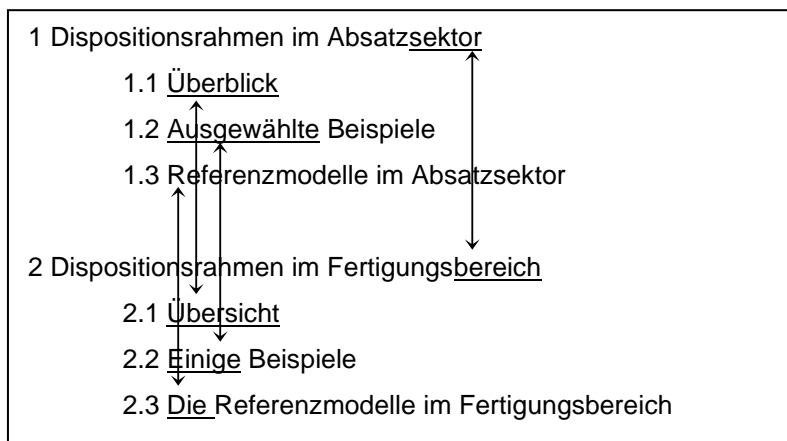 1 Dispositionsrahmen im Absatzsektor
1.1 Überblick
1.2 Ausgewählte Beispiele
1.3 Referenzmodelle im Absatzsektor
2 Dispositionsrahmen im Fertigungsbereich
2.1 Übersicht
2.2 Einige Beispiele
2.3 Die Referenzmodelle im Fertigungsbereich